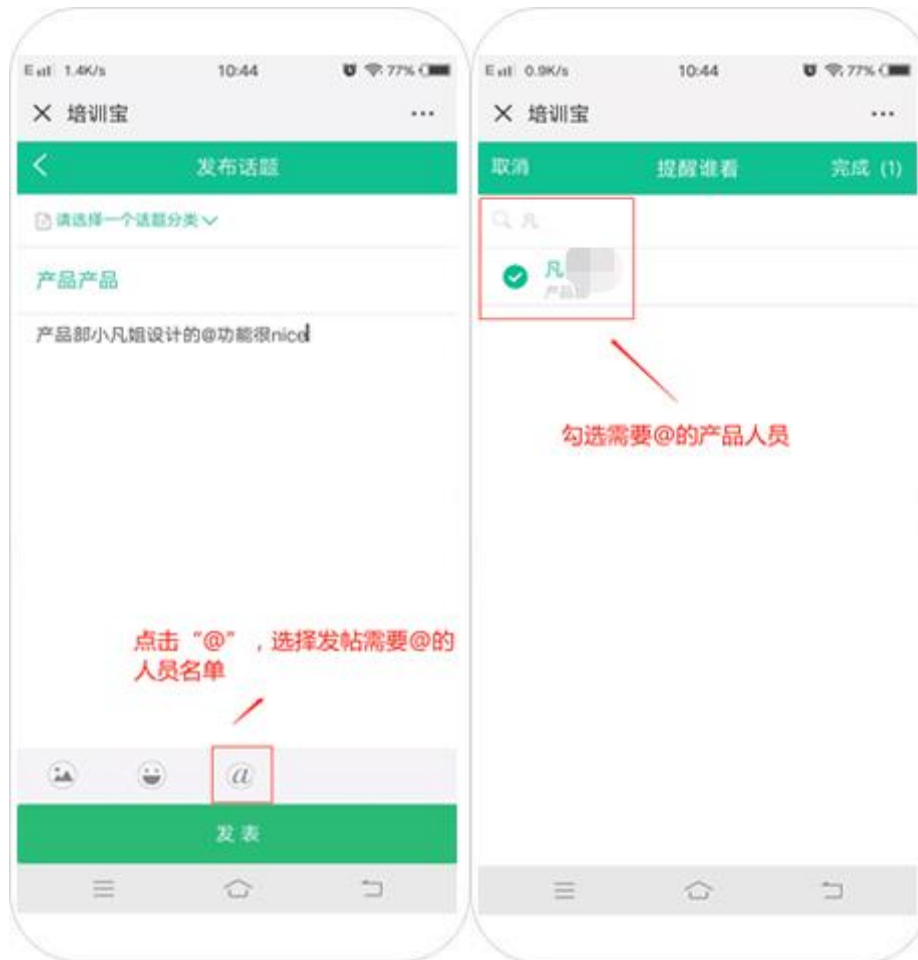 E 1.4K/s 10:44 77%
培训宝
发布话题
请选择一个话题分类
产品产品
产品部小凡姐设计的@功能很nice
点击“@”，选择发帖需要@的
人员名单
@
发表
E 0.9K/s 10:44 77%
培训宝
取消 提醒谁看 完成 (1)
凡
凡
产品
勾选需要@的产品人员